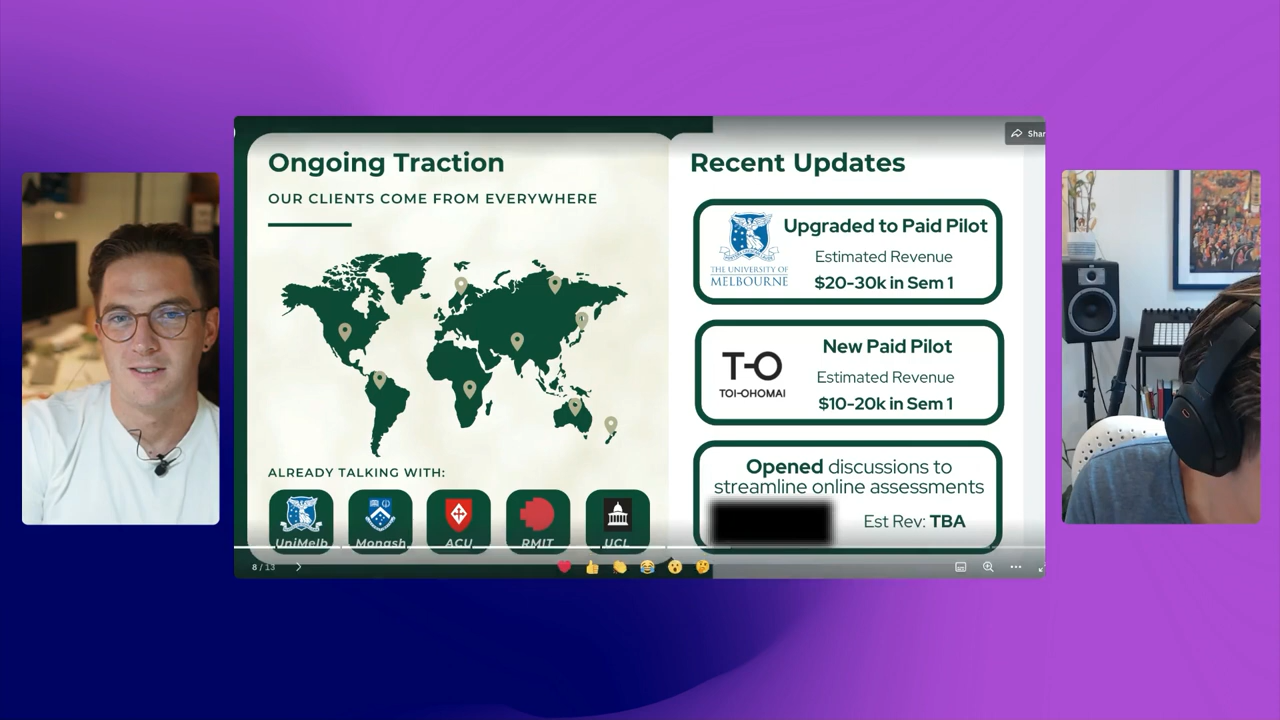 Ongoing Traction
OUR CLIENTS COME FROM EVERYWHERE
ALREADY TALKING WITH:
UniMelb
Monash
ACU
RMIT
UCL
Recent Updates
THE UNIVERSITY OF
MELBOURNE
Upgraded to Paid Pilot
Estimated Revenue
$20-30k in Sem 1
T-O
TOI-OHOMAI
New Paid Pilot
Estimated Revenue
$10-20k in Sem 1
Opened discussions to
streamline online assessments
Est Rev: TBA
Shar
8 / 13